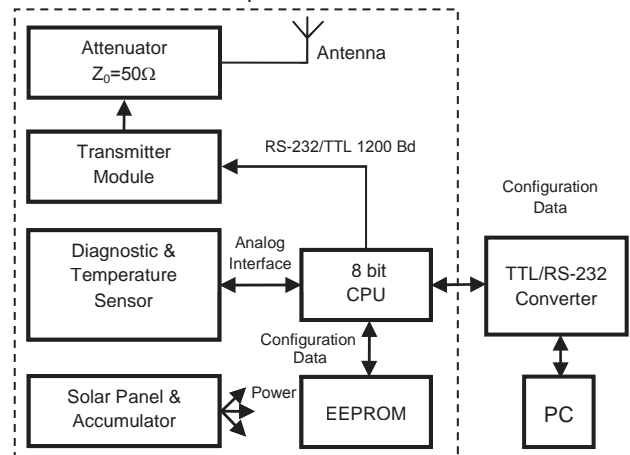 Attenuator
Z₀=50Ω
Antenna
Transmitter
Module
RS-232/TTL 1200 Bd
Configuration
Data
Diagnostic &
Temperature
Sensor
Analog
Interface
8 bit
CPU
TTL/RS-232
Converter
Configuration
Data
Solar Panel &
Accumulator
Power
EEPROM
PC